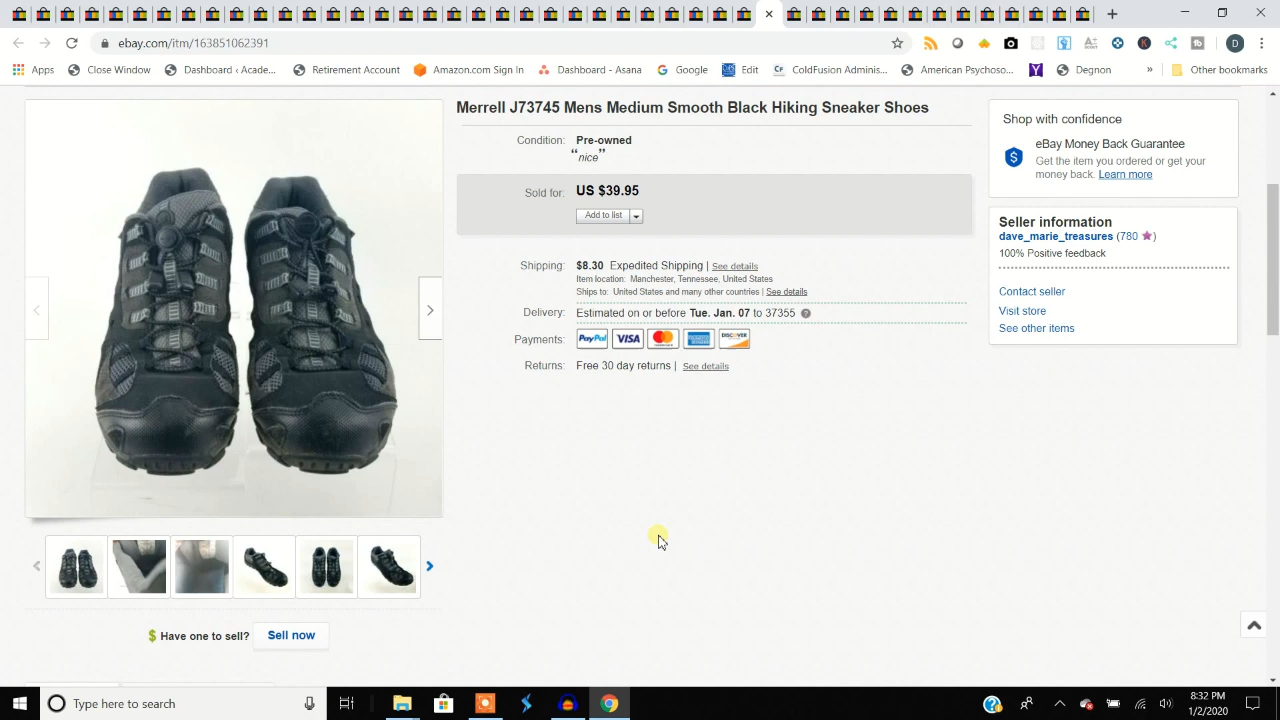 ebay.com/itm/163851062391
Apps Close Window Dashboard ‹ Acade... Retirement Account Amazon.com Sign In Dashboard - Asana Google Edit ColdFusion Adminis... American Psychoso... Degnon » Other bookmarks
Merrell J73745 Mens Medium Smooth Black Hiking Sneaker Shoes
Condition: Pre-owned
“nice”
Sold for: US $39.95
Add to list
Shipping: $8.30 Expedited Shipping | See details
Item location: Manchester, Tennessee, United States
Ships to: United States and many other countries | See details
Delivery: Estimated on or before Tue. Jan. 07 to 37355
Payments: PayPal VISA MasterCard AMERICAN EXPRESS DISCOVER
Returns: Free 30 day returns | See details
Shop with confidence
eBay Money Back Guarantee
Get the item you ordered or get your
money back. Learn more
Seller information
dave_marie_treasures (780 )
100% Positive feedback
Contact seller
Visit store
See other items
Have one to sell? Sell now
Type here to search
8:32 PM
1/2/2020